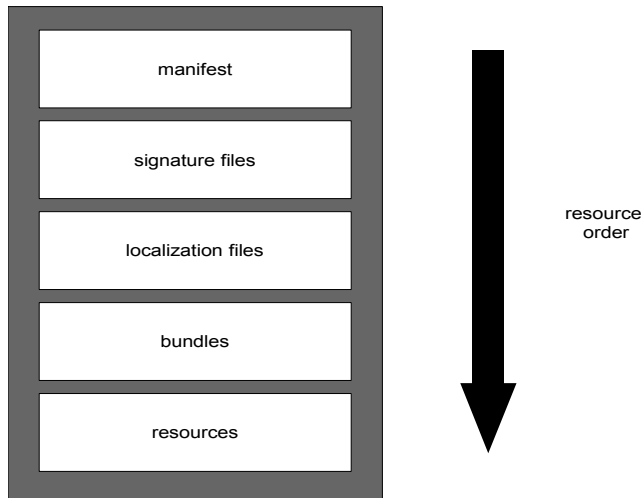 manifest
signature files
localization files
bundles
resources
resource
order